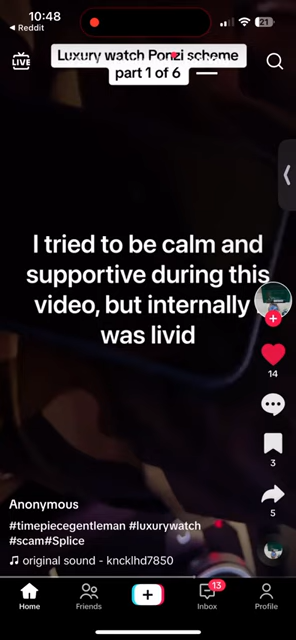 10:48
21
◀ Reddit
LIVE
Luxury watch Ponzi scheme
part 1 of 6
I tried to be calm and
supportive during this
video, but internally
was livid
14
3
5
Anonymous
#timepiecegentleman #luxurywatch
#scam#Splice
original sound - kncklhd7850
13
Home
Friends
Inbox
Profile